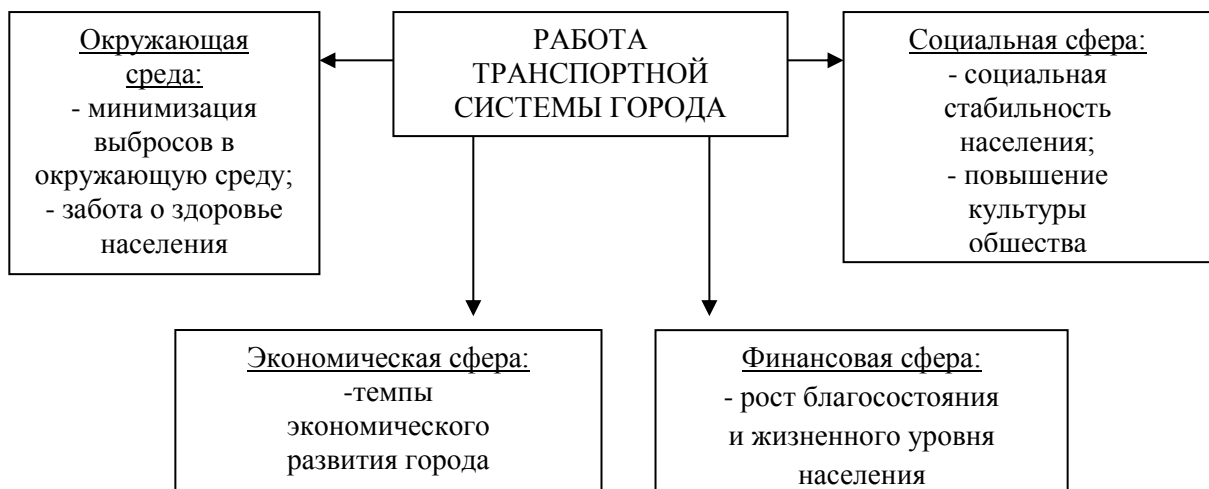 Окружающая
среда:
- минимизация
выбросов в
окружающую среду;
- забота о здоровье
населения
РАБОТА
ТРАНСПОРТНОЙ
СИСТЕМЫ ГОРОДА
Социальная сфера:
- социальная
стабильность
населения;
- повышение
культуры
обшества
Экономическая сфера:
-темпы
экономического
развития города
Финансовая сфера:
- рост благосостояния
и жизненного уровня
населения